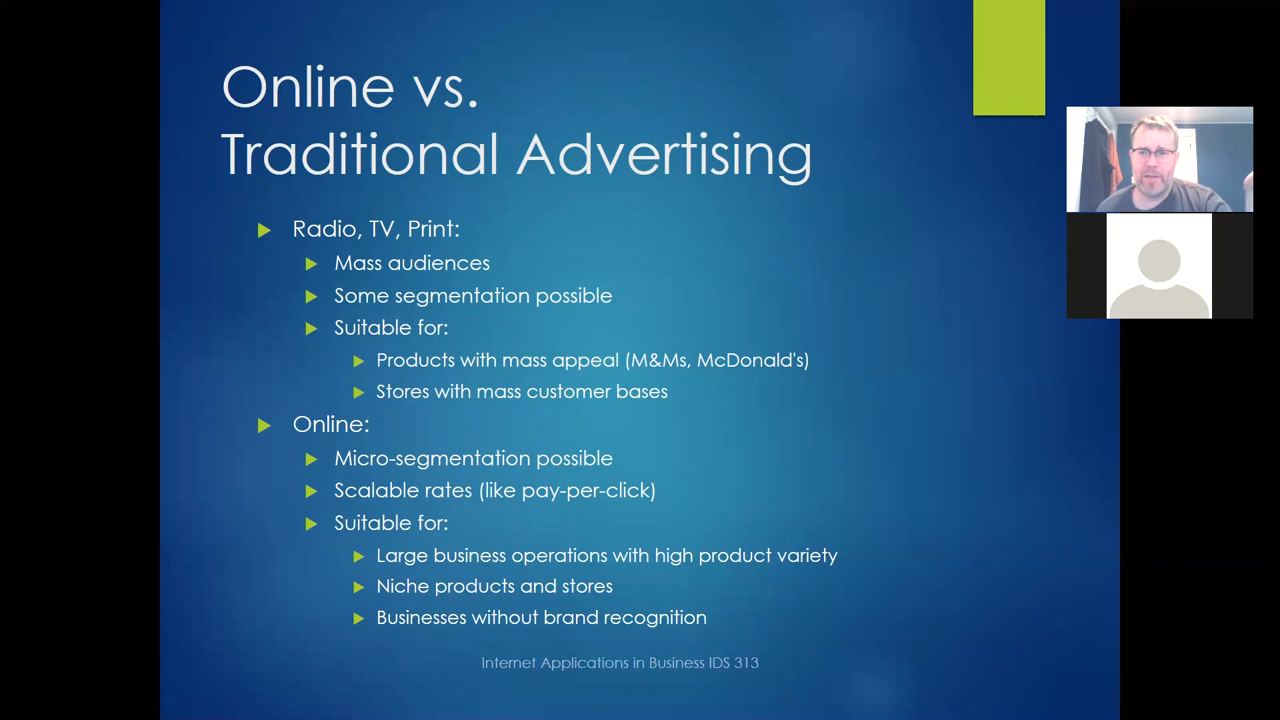 Online vs.
Traditional Advertising
Radio, TV, Print:
Mass audiences
Some segmentation possible
Suitable for:
Products with mass appeal (M&Ms, McDonald's)
Stores with mass customer bases
Online:
Micro-segmentation possible
Scalable rates (like pay-per-click)
Suitable for:
Large business operations with high product variety
Niche products and stores
Businesses without brand recognition
Internet Applications in Business IDS 313